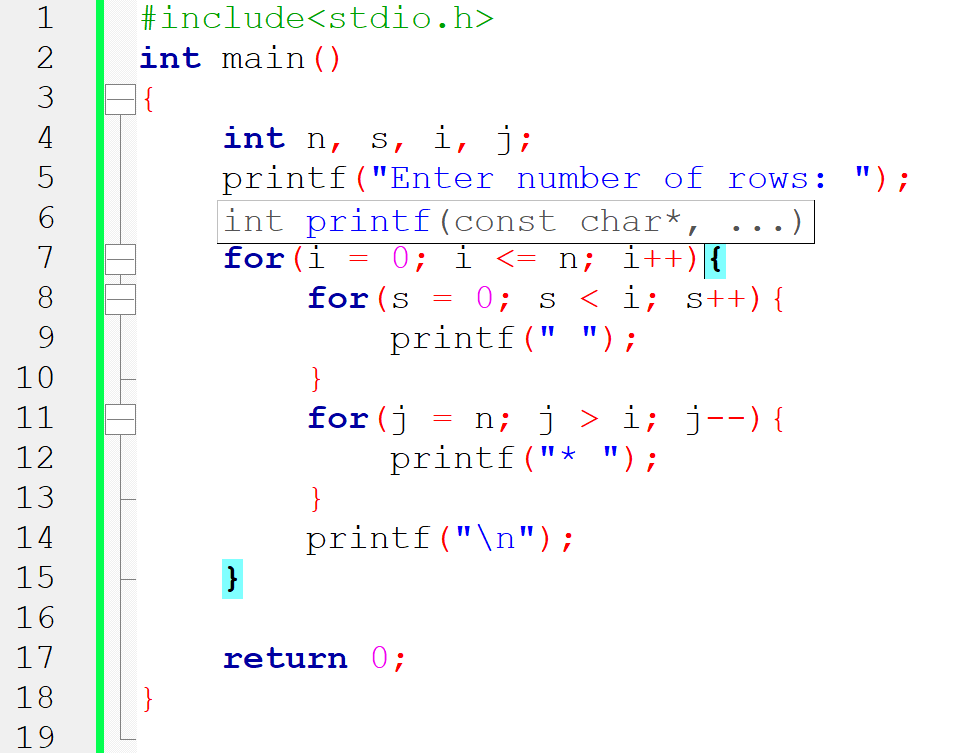 1 #include<stdio.h>
2 int main()
3 {
4     int n, s, i, j;
5     printf("Enter number of rows: ");
6     int printf(const char*, ...)
7     for(i = 0; i <= n; i++){
8         for(s = 0; s < i; s++){
9             printf(" ");
10         }
11         for(j = n; j > i; j--){
12             printf("* ");
13         }
14         printf("\n");
15     }
16
17     return 0;
18 }
19